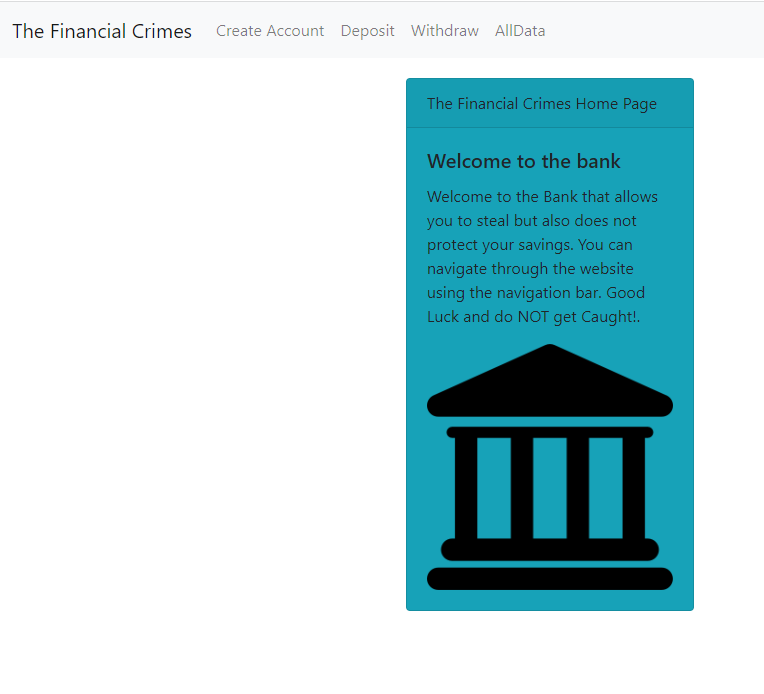 The Financial Crimes Create Account Deposit Withdraw AllData
The Financial Crimes Home Page
Welcome to the bank
Welcome to the Bank that allows
you to steal but also does not
protect your savings. You can
navigate through the website
using the navigation bar. Good
Luck and do NOT get Caught!.